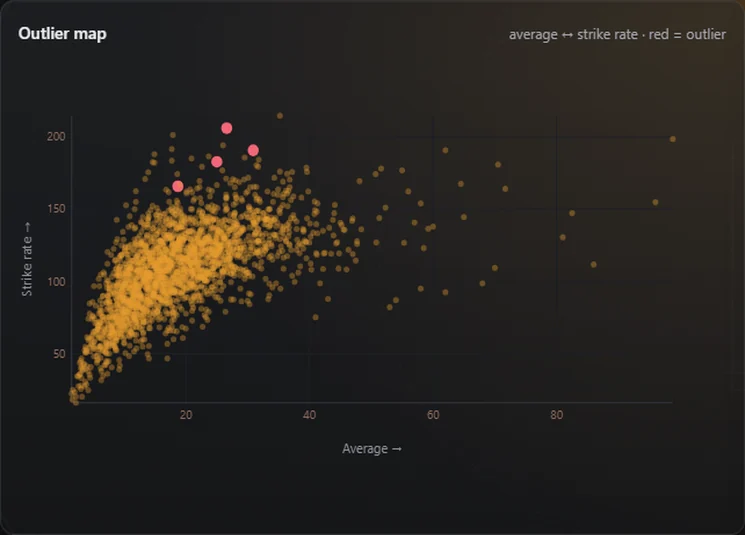 Outlier map
average ↔ strike rate · red = outlier
Strike rate →
200
150
100
50
20
40
60
80
Average →